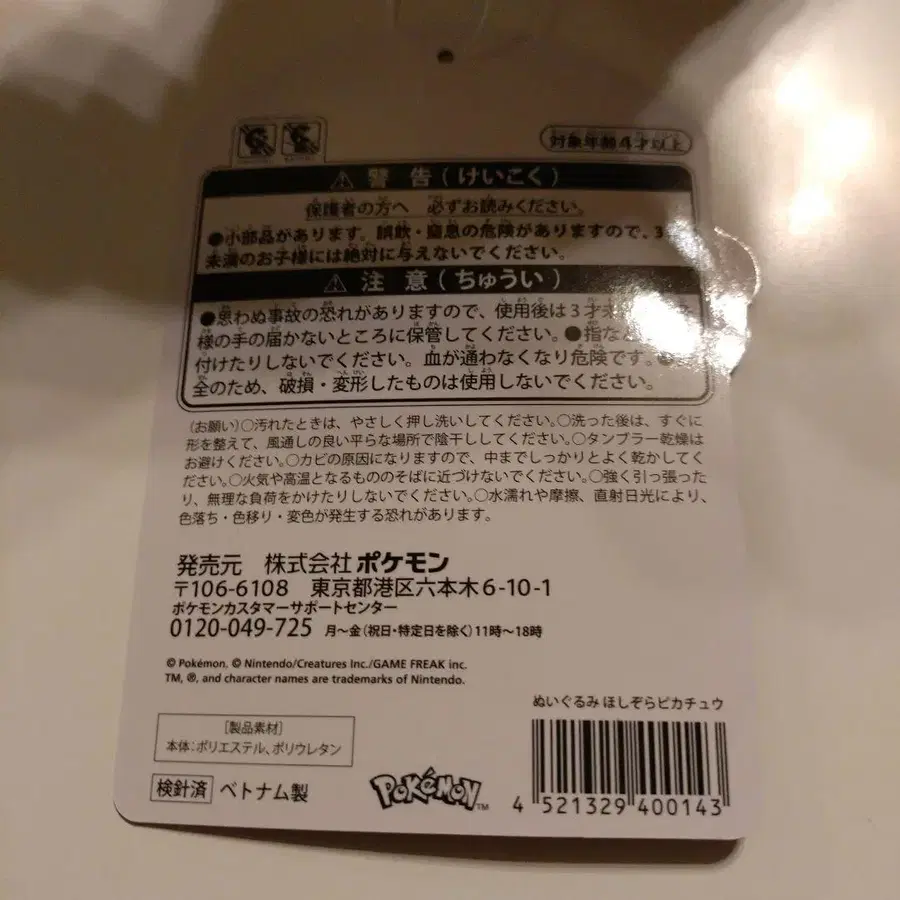 対象年齢4才以上
警告(けいこく)
保護者の方へ 必ずお読みください。
●小部品があります。誤飲・窒息の危険がありますので、3
未満のお子様には絶対に与えないでください。
注意(ちゅうい)
●思わぬ事故の恐れがありますので、使用後は3才未
様の手の届かないところに保管してください。●指な
付けたりしないでください。血が通わなくなり危険です。●
全のため、破損・変形したものは使用しないでください。
(お願い)○汚れたときは、やさしく押し洗いしてください。○洗った後は、すぐに
形を整えて、風通しの良い平らな場所で陰干ししてください。○タンブラー乾燥は
お避けください。○カビの原因になりますので、中までしっかりとよく乾かしてく
ださい。○火気や高温となるもののそばに近づけないでください。○強く引っ張った
り、無理な負荷をかけたりしないでください。○水濡れや摩擦、直射日光により、
色落ち・色移り・変色が発生する恐れがあります。
発売元 株式会社ポケモン
〒106-6108 東京都港区六本木6-10-1
ポケモンカスタマーサポートセンター
0120-049-725 月〜金(祝日・特定日を除く)11時〜18時
© Pokémon. © Nintendo/Creatures Inc./GAME FREAK inc.
TM, ®, and character names are trademarks of Nintendo.
ぬいぐるみ ほしぞらピカチュウ
[製品素材]
本体:ポリエステル、ポリウレタン
検針済 ベトナム製
POKéMON TM
4 521329 400143